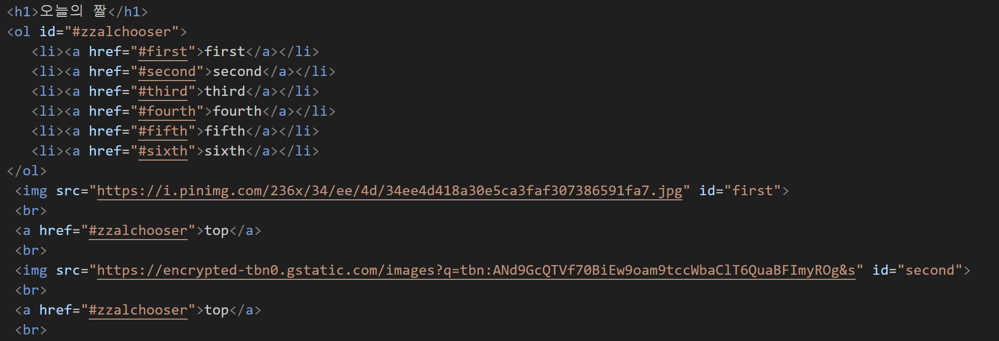 <h1>오늘의 짤</h1>
<ol id="#zzalchooser">
<li><a href="#first">first</a></li>
<li><a href="#second">second</a></li>
<li><a href="#third">third</a></li>
<li><a href="#fourth">fourth</a></li>
<li><a href="#fifth">fifth</a></li>
<li><a href="#sixth">sixth</a></li>
</ol>
<img src="https://i.pinimg.com/236x/34/ee/4d/34ee4d418a30e5ca3faf307386591fa7.jpg" id="first">
<br>
<a href="#zzalchooser">top</a>
<br>
<img src="https://encrypted-tbn0.gstatic.com/images?q=tbn:ANd9GcQTVf70BiEw9oam9tccWbaClT6QuaBFImyROg&s" id="second">
<br>
<a href="#zzalchooser">top</a>
<br>